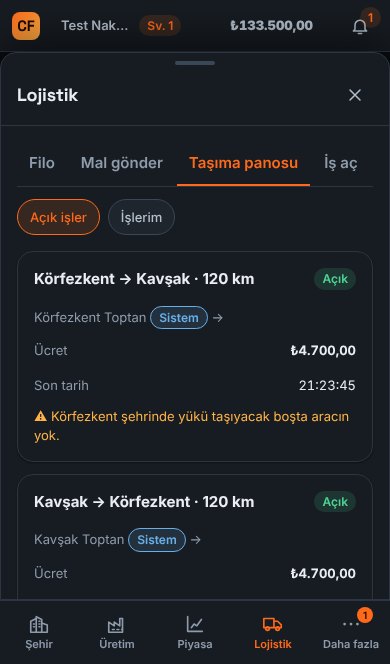 CF Test Nak... Sv. 1 ₺133.500,00 1
Lojistik
Filo Mal gönder Taşıma panosu İş aç
Açık işler İşlerim
Körfezkent → Kavşak · 120 km Açık
Körfezkent Toptan Sistem →
Ücret ₺4.700,00
Son tarih 21:23:45
⚠ Körfezkent şehrinde yükü taşıyacak boşta aracın
yok.
Kavşak → Körfezkent · 120 km Açık
Kavşak Toptan Sistem →
Ücret ₺4.700,00
1
Şehir Üretim Piyasa Lojistik Daha fazla